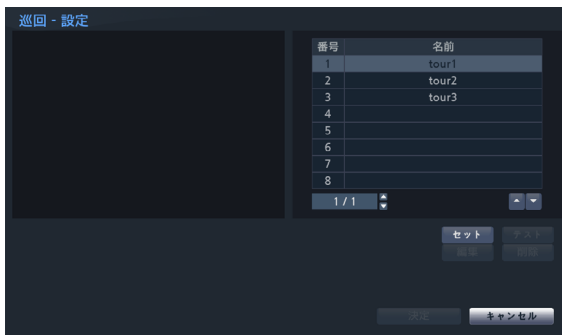 巡回 - 設定
番号 名前
1 tour1
2 tour2
3 tour3
4
5
6
7
8
1 / 1
セット テスト
編集 削除
決定 キャンセル